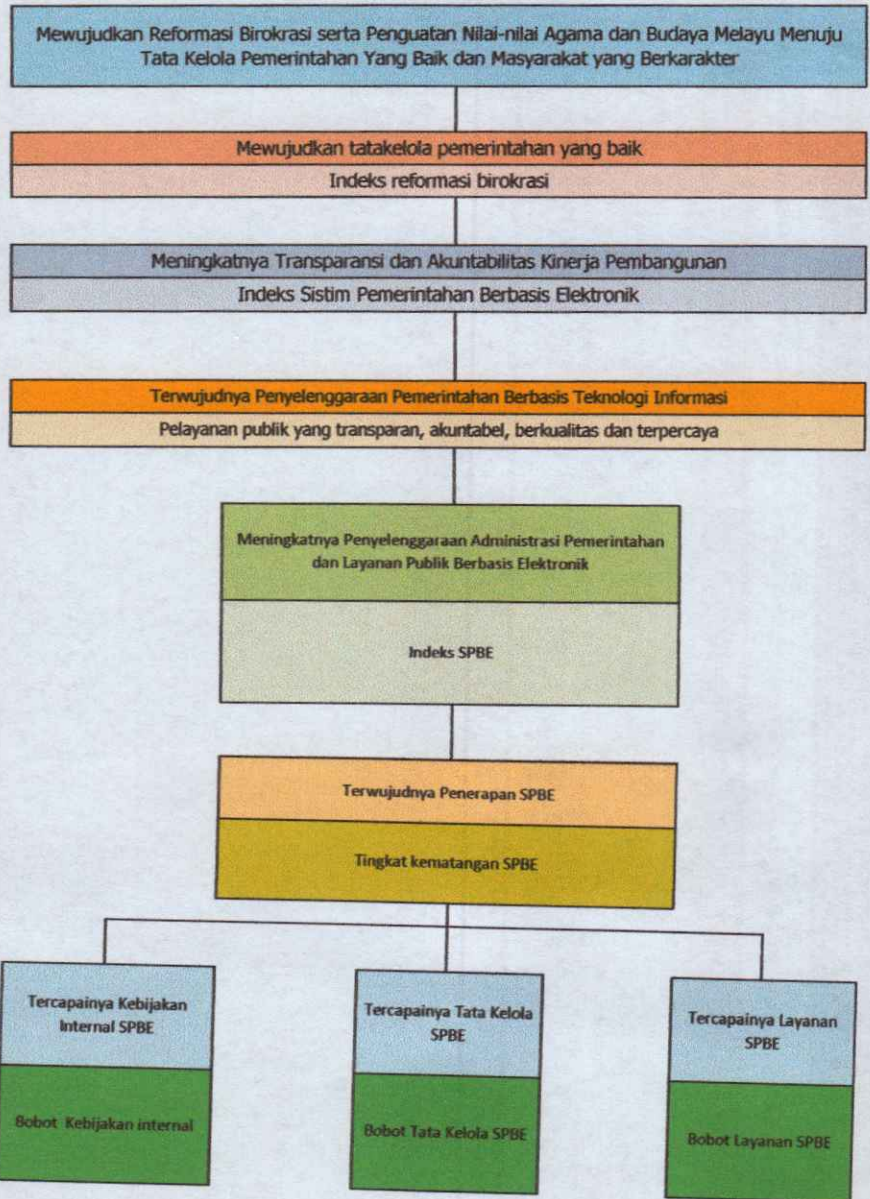 Mewujudkan Reformasi Birokrasi serta Penguatan Nilai-nilai Agama dan Budaya Melayu Menuju
Tata Kelola Pemerintahan Yang Baik dan Masyarakat yang Berkarakter
Mewujudkan tatakelola pemerintahan yang baik
Indeks reformasi birokrasi
Meningkatnya Transparansi dan Akuntabilitas Kinerja Pembangunan
Indeks Sistim Pemerintahan Berbasis Elektronik
Terwujudnya Penyelenggaraan Pemerintahan Berbasis Teknologi Informasi
Pelayanan publik yang transparan, akuntabel, berkualitas dan terpercaya
Meningkatnya Penyelenggaraan Administrasi Pemerintahan
dan Layanan Publik Berbasis Elektronik
Indeks SPBE
Terwujudnya Penerapan SPBE
Tingkat kematangan SPBE
Tercapainya Kebijakan
Internal SPBE
Bobot Kebijakan internal
Tercapainya Tata Kelola
SPBE
Bobot Tata Kelola SPBE
Tercapainya Layanan
SPBE
Bobot Layanan SPBE